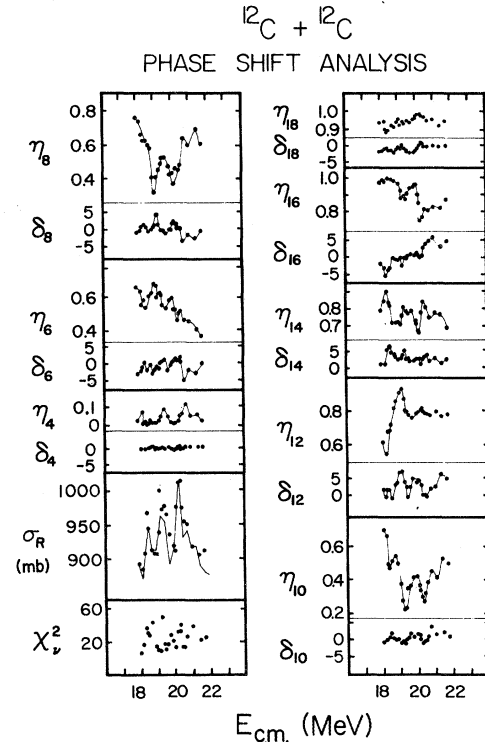 ¹²C + ¹²C
PHASE SHIFT ANALYSIS
η₈
0.8
0.6
0.4
δ₈
5
0
-5
η₆
0.6
0.4
δ₆
5
0
-5
η₄
0.1
0
δ₄
0
-5
σ_R
(mb)
1000
950
900
χ²_ν
60
20
18 20 22
η₁₈
1.0
0.9
δ₁₈
0
-5
η₁₆
1.0
0.8
δ₁₆
5
0
-5
η₁₄
0.8
0.7
δ₁₄
5
0
η₁₂
0.8
0.6
δ₁₂
5
0
η₁₀
0.6
0.4
0.2
δ₁₀
0
-5
18 20 22
E_cm. (MeV)